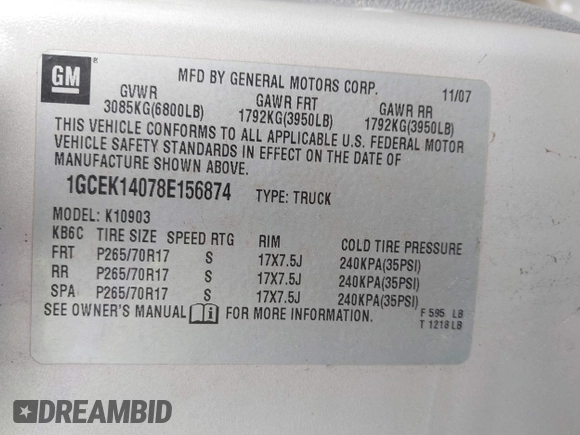 GM ®
MFD BY GENERAL MOTORS CORP. 11/07
GVWR GAWR FRT GAWR RR
3085KG(6800LB) 1792KG(3950LB) 1792KG(3950LB)
THIS VEHICLE CONFORMS TO ALL APPLICABLE U.S. FEDERAL MOTOR
VEHICLE SAFETY STANDARDS IN EFFECT ON THE DATE OF
MANUFACTURE SHOWN ABOVE.
1GCEK14078E156874 TYPE: TRUCK
MODEL: K10903
KB6C TIRE SIZE SPEED RTG RIM COLD TIRE PRESSURE
FRT P265/70R17 S 17X7.5J 240KPA(35PSI)
RR P265/70R17 S 17X7.5J 240KPA(35PSI)
SPA P265/70R17 S 17X7.5J 240KPA(35PSI)
SEE OWNER'S MANUAL FOR MORE INFORMATION.
F 595 LB
T 1218 LB
DREAMBID